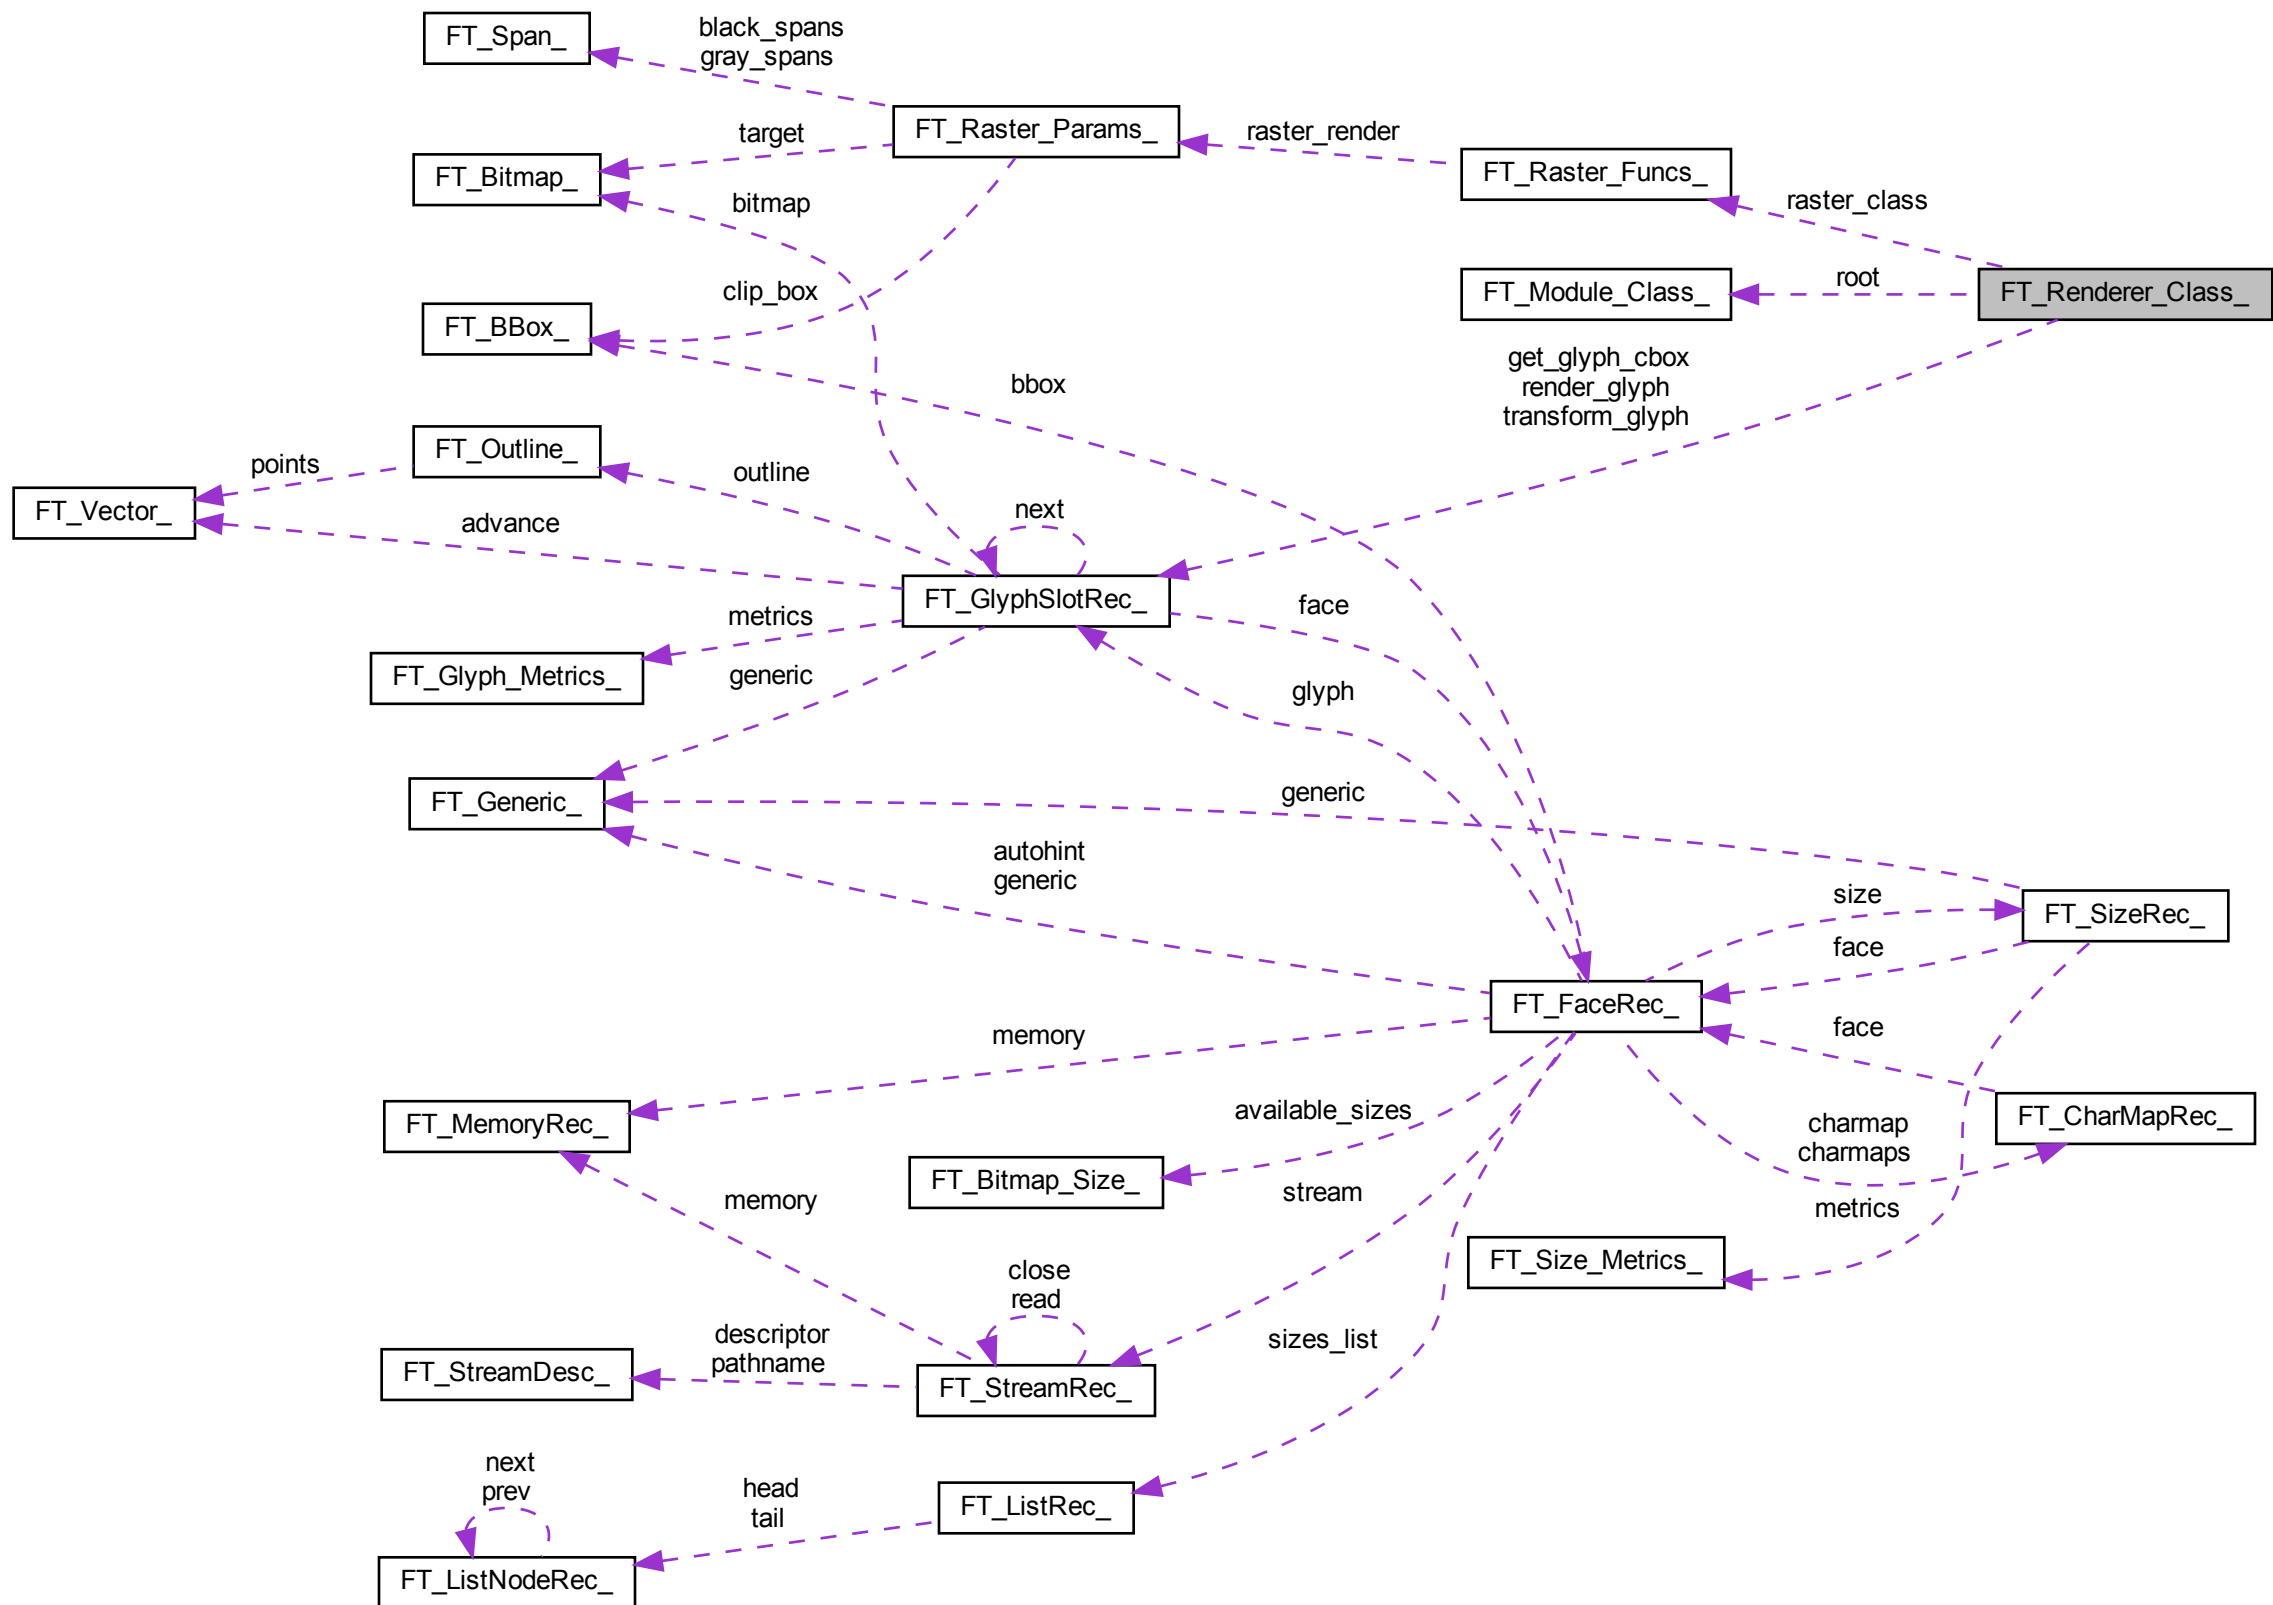 FT_Span_
black_spans
gray_spans
FT_Raster_Params_
target
raster_render
FT_Raster_Funcs_
FT_Bitmap_
bitmap
raster_class
clip_box
root
FT_Module_Class_
FT_Renderer_Class_
FT_BBox_
bbox
get_glyph_cbox
render_glyph
transform_glyph
FT_Outline_
points
outline
FT_Vector_
advance
next
FT_GlyphSlotRec_
face
metrics
FT_Glyph_Metrics_
generic
glyph
FT_Generic_
generic
autohint
generic
size
FT_SizeRec_
face
FT_FaceRec_
memory
face
FT_MemoryRec_
available_sizes
charmap
charmaps
FT_CharMapRec_
FT_Bitmap_Size_
memory
stream
metrics
FT_Size_Metrics_
close
read
descriptor
pathname
sizes_list
FT_StreamDesc_
FT_StreamRec_
next
prev
head
tail
FT_ListRec_
FT_ListNodeRec_